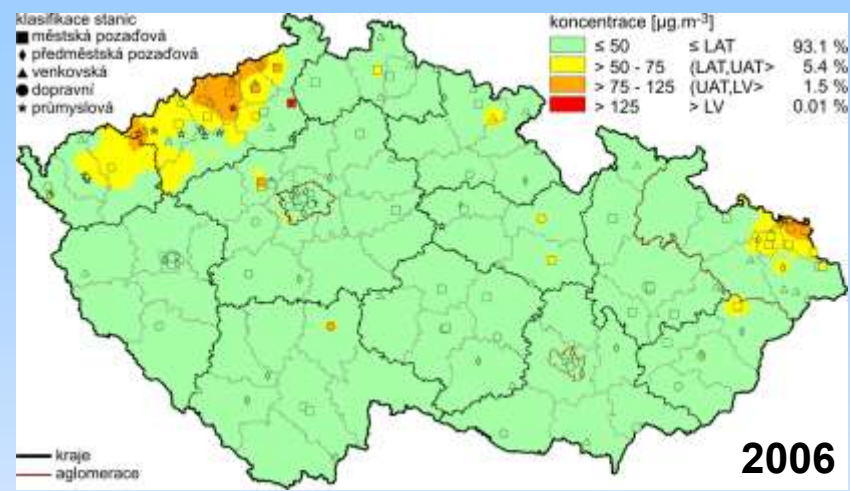 klasifikace stanic
městská pozaďová
předměstská pozaďová
venkovská
dopravní
průmyslová
koncentrace [µg.m-3]
≤ 50 ≤ LAT 93.1 %
> 50 - 75 (LAT,UAT> 5.4 %
> 75 - 125 (UAT,LV> 1.5 %
> 125 > LV 0.01 %
kraje
aglomerace
2006